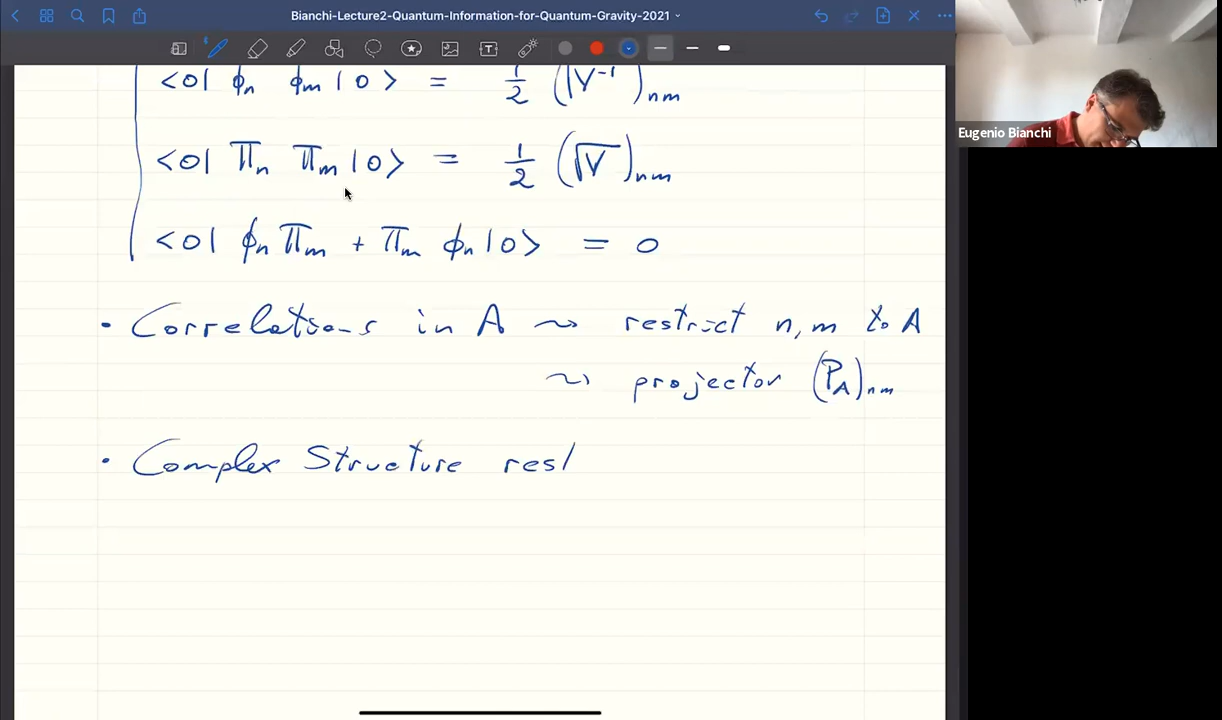 Bianchi-Lecture2-Quantum-Information-for-Quantum-Gravity-2021
<0| ϕn ϕm |0> = 1/2 (√V⁻¹)nm
<0| Πn Πm |0> = 1/2 (√V)nm
<0| ϕn Πm + Πm ϕn |0> = 0
• Correlations in A ⤳ restrict n, m to A
⤳ projector (PA)nm
• Complex Structure rest
Eugenio Bianchi